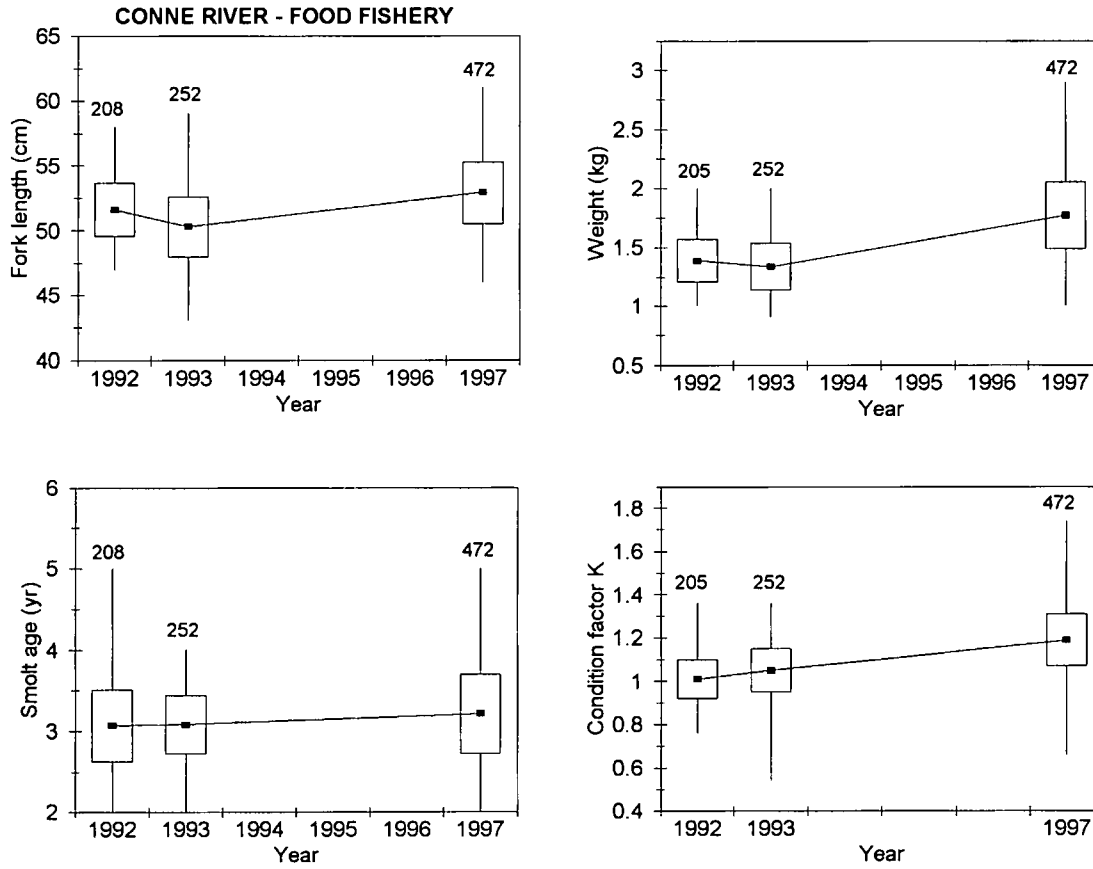 CONNE RIVER - FOOD FISHERY
65
60
55
50
45
40
Fork length (cm)
208
252
472
1992 1993 1994 1995 1996 1997
Year
3
2.5
2
1.5
1
0.5
Weight (kg)
205
252
472
1992 1993 1994 1995 1996 1997
Year
6
5
4
3
2
Smolt age (yr)
208
252
472
1992 1993 1994 1995 1996 1997
Year
1.8
1.6
1.4
1.2
1
0.8
0.6
0.4
Condition factor K
205
252
472
1992 1993 1997
Year